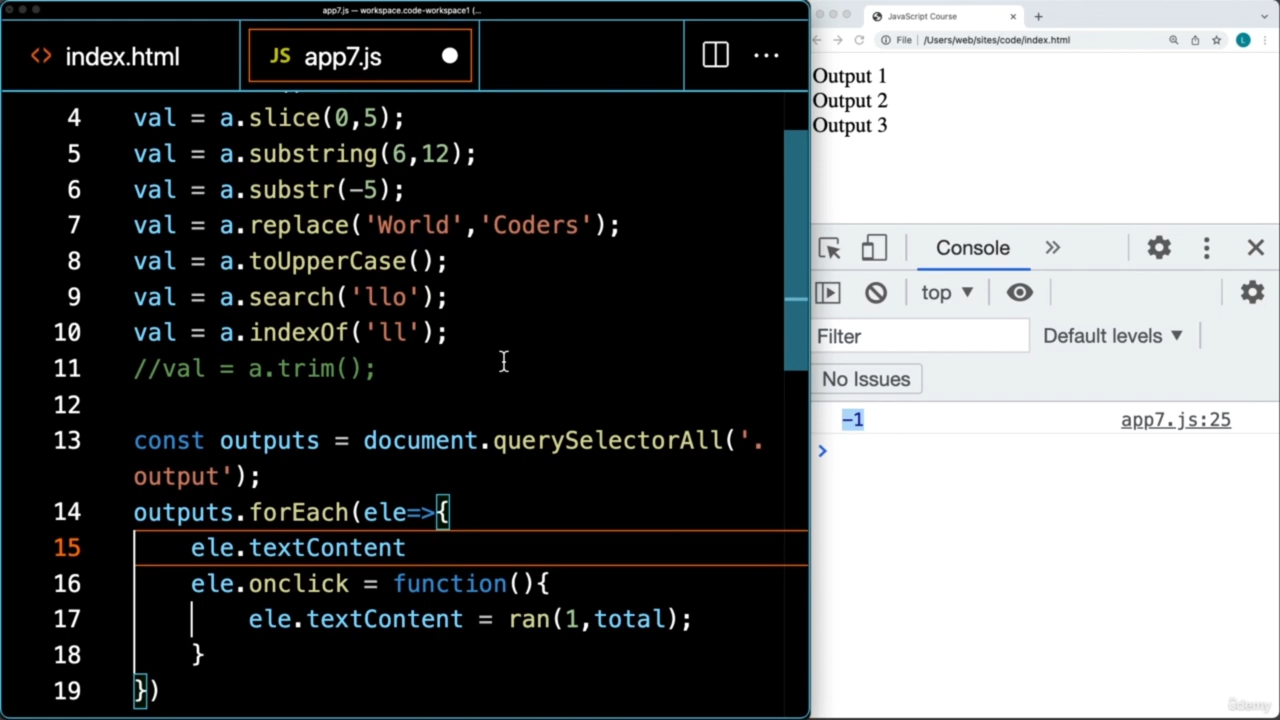 app7.js — workspace.code-workspace1 (...
<> index.html
JS app7.js
4 val = a.slice(0,5);
5 val = a.substring(6,12);
6 val = a.substr(-5);
7 val = a.replace('World','Coders');
8 val = a.toUpperCase();
9 val = a.search('llo');
10 val = a.indexOf('ll');
11 //val = a.trim();
12
13 const outputs = document.querySelectorAll('.
output');
14 outputs.forEach(ele=>{
15 ele.textContent
16 ele.onclick = function(){
17 ele.textContent = ran(1,total);
18 }
19 })
JavaScript Course
File /Users/web/sites/code/index.html
L
Output 1
Output 2
Output 3
Console
top
Filter Default levels
No Issues
-1 app7.js:25
Udemy